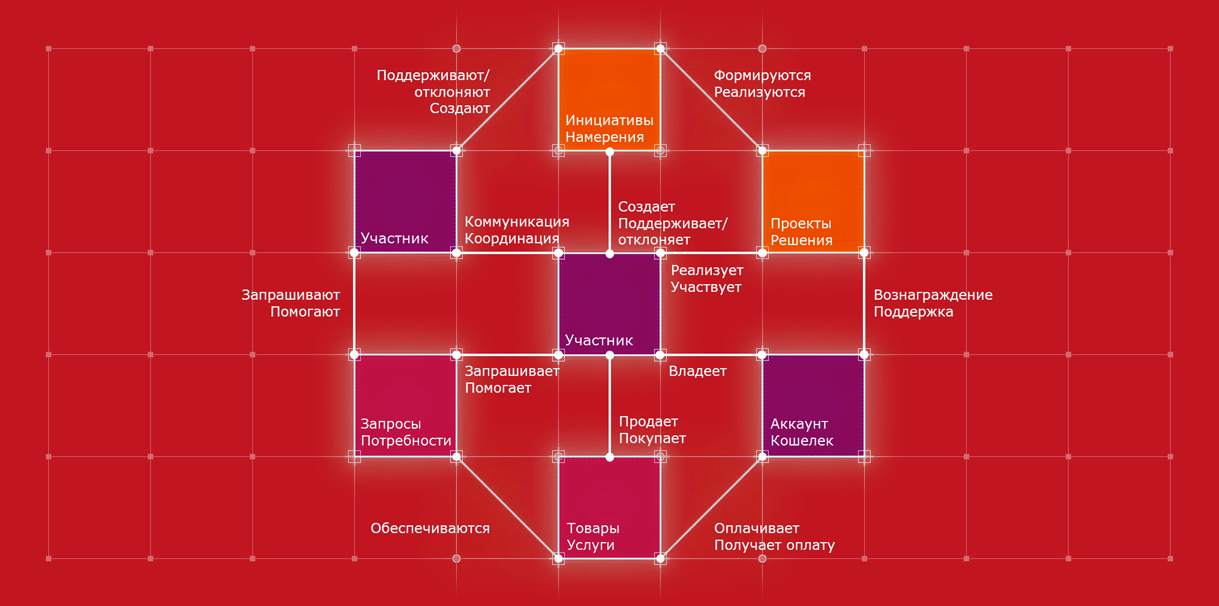 Поддерживают/
отклоняют
Создают
Формируются
Реализуются
Инициативы
Намерения
Участник
Коммуникация
Координация
Создает
Поддерживает/
отклоняет
Проекты
Решения
Реализует
Участвует
Запрашивают
Помогают
Вознаграждение
Поддержка
Участник
Запрашивает
Помогает
Владеет
Запросы
Потребности
Продает
Покупает
Аккаунт
Кошелек
Обеспечиваются
Товары
Услуги
Оплачивает
Получает оплату